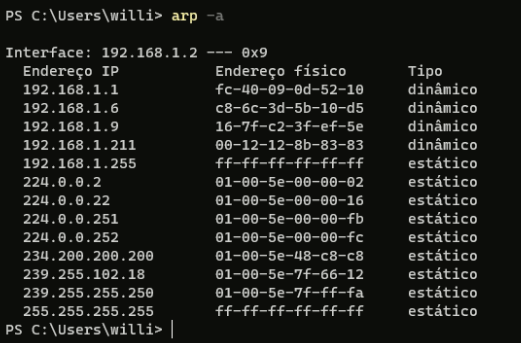 PS C:\Users\willi> arp -a
Interface: 192.168.1.2 --- 0x9
Endereço IP Endereço físico Tipo
192.168.1.1 fc-40-09-0d-52-10 dinâmico
192.168.1.6 c8-6c-3d-5b-10-d5 dinâmico
192.168.1.9 16-7f-c2-3f-ef-5e dinâmico
192.168.1.211 00-12-12-8b-83-83 dinâmico
192.168.1.255 ff-ff-ff-ff-ff-ff estático
224.0.0.2 01-00-5e-00-00-02 estático
224.0.0.22 01-00-5e-00-00-16 estático
224.0.0.251 01-00-5e-00-00-fb estático
224.0.0.252 01-00-5e-00-00-fc estático
234.200.200.200 01-00-5e-48-c8-c8 estático
239.255.102.18 01-00-5e-7f-66-12 estático
239.255.255.250 01-00-5e-7f-ff-fa estático
255.255.255.255 ff-ff-ff-ff-ff-ff estático
PS C:\Users\willi>